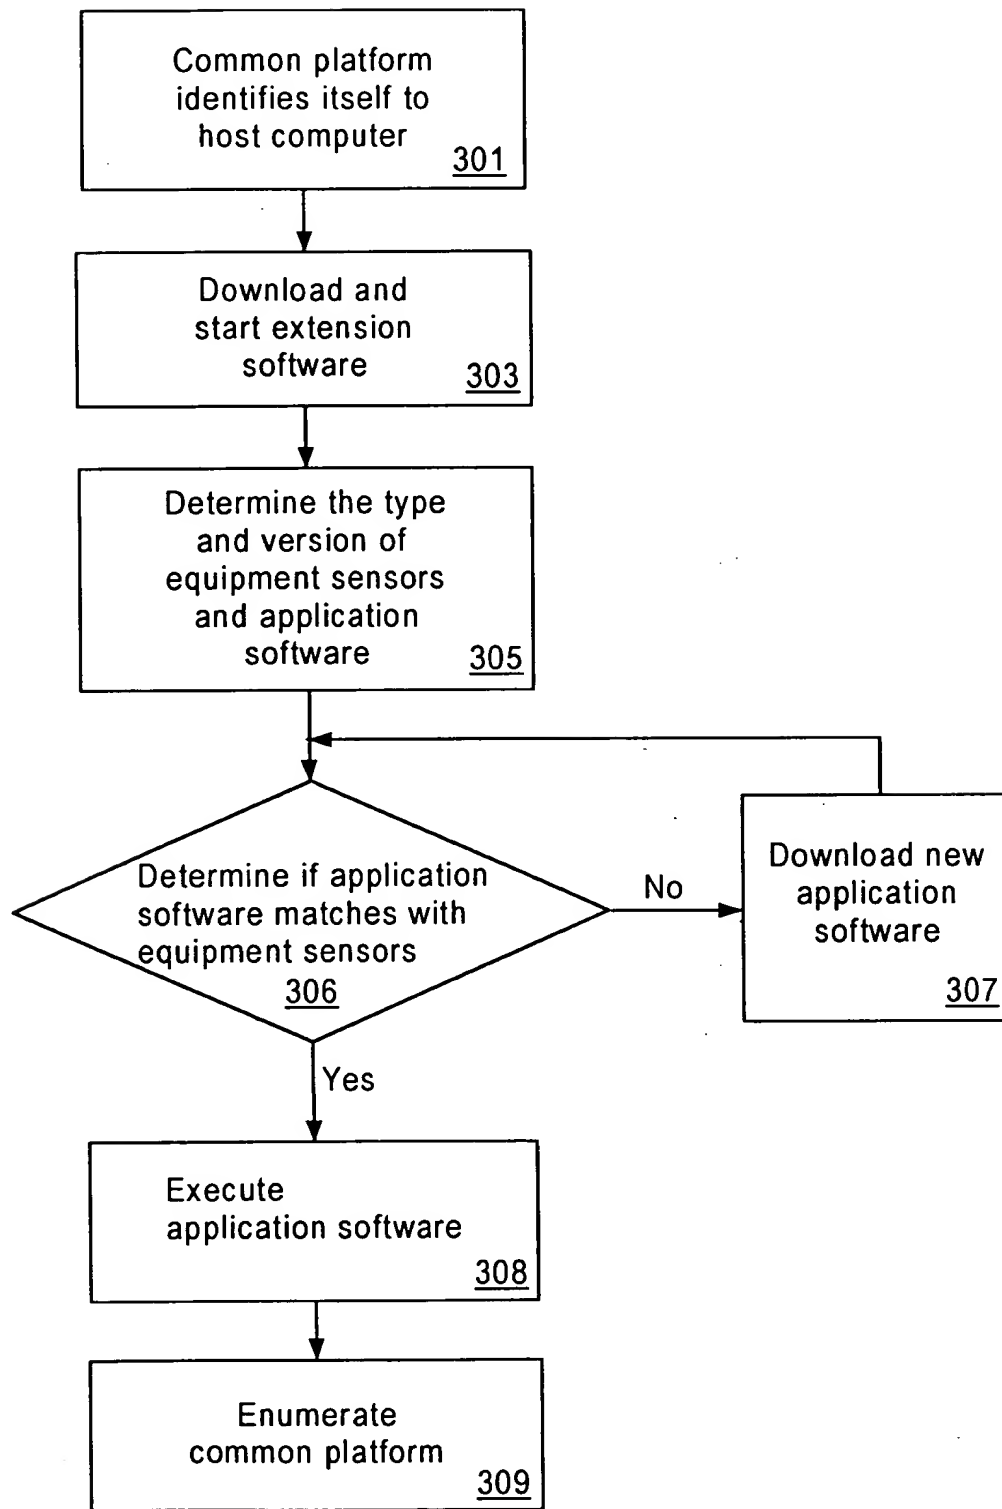 Common platform
identifies itself to
host computer
301
Download and
start extension
software
303
Determine the type
and version of
equipment sensors
and application
software
305
Determine if application
software matches with
equipment sensors
306
No
Download new
application
software
307
Yes
Execute
application software
308
Enumerate
common platform
309